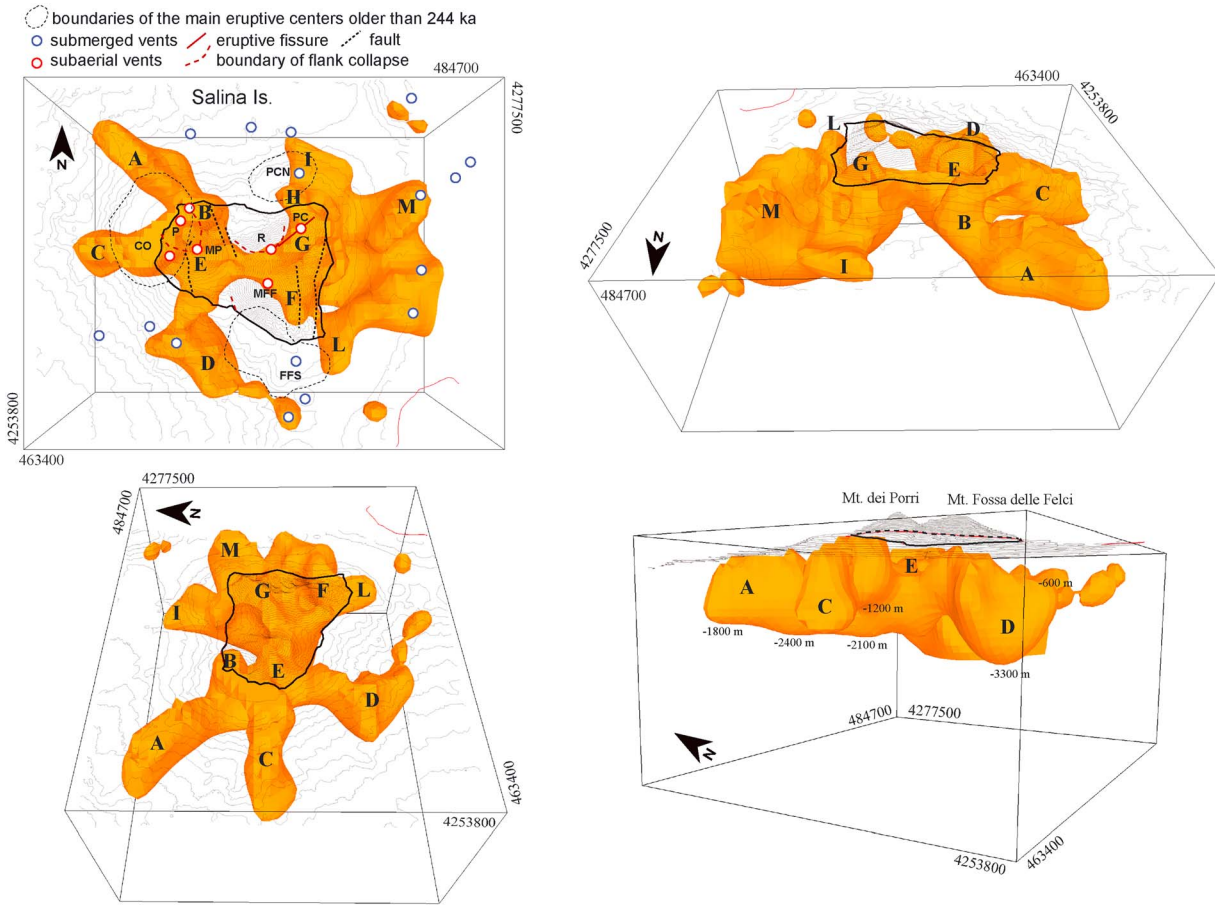 boundaries of the main eruptive centers older than 244 ka
submerged vents eruptive fissure fault
subaerial vents boundary of flank collapse
484700
Salina Is.
4277500
N
A
I
PCN
H
M
B
P
PC
R
G
C
CO
MP
E
MFF
F
L
D
FFS
4253800
463400
463400
4253800
L
D
G
E
C
M
B
I
A
N
4277500
484700
4277500
484700
N
M
G
F
L
I
B
E
D
A
C
463400
4253800
Mt. dei Porri Mt. Fossa delle Felci
E
A
-600 m
C
-1200 m
D
-1800 m
-2400 m
-2100 m
-3300 m
484700
4277500
N
4253800
463400